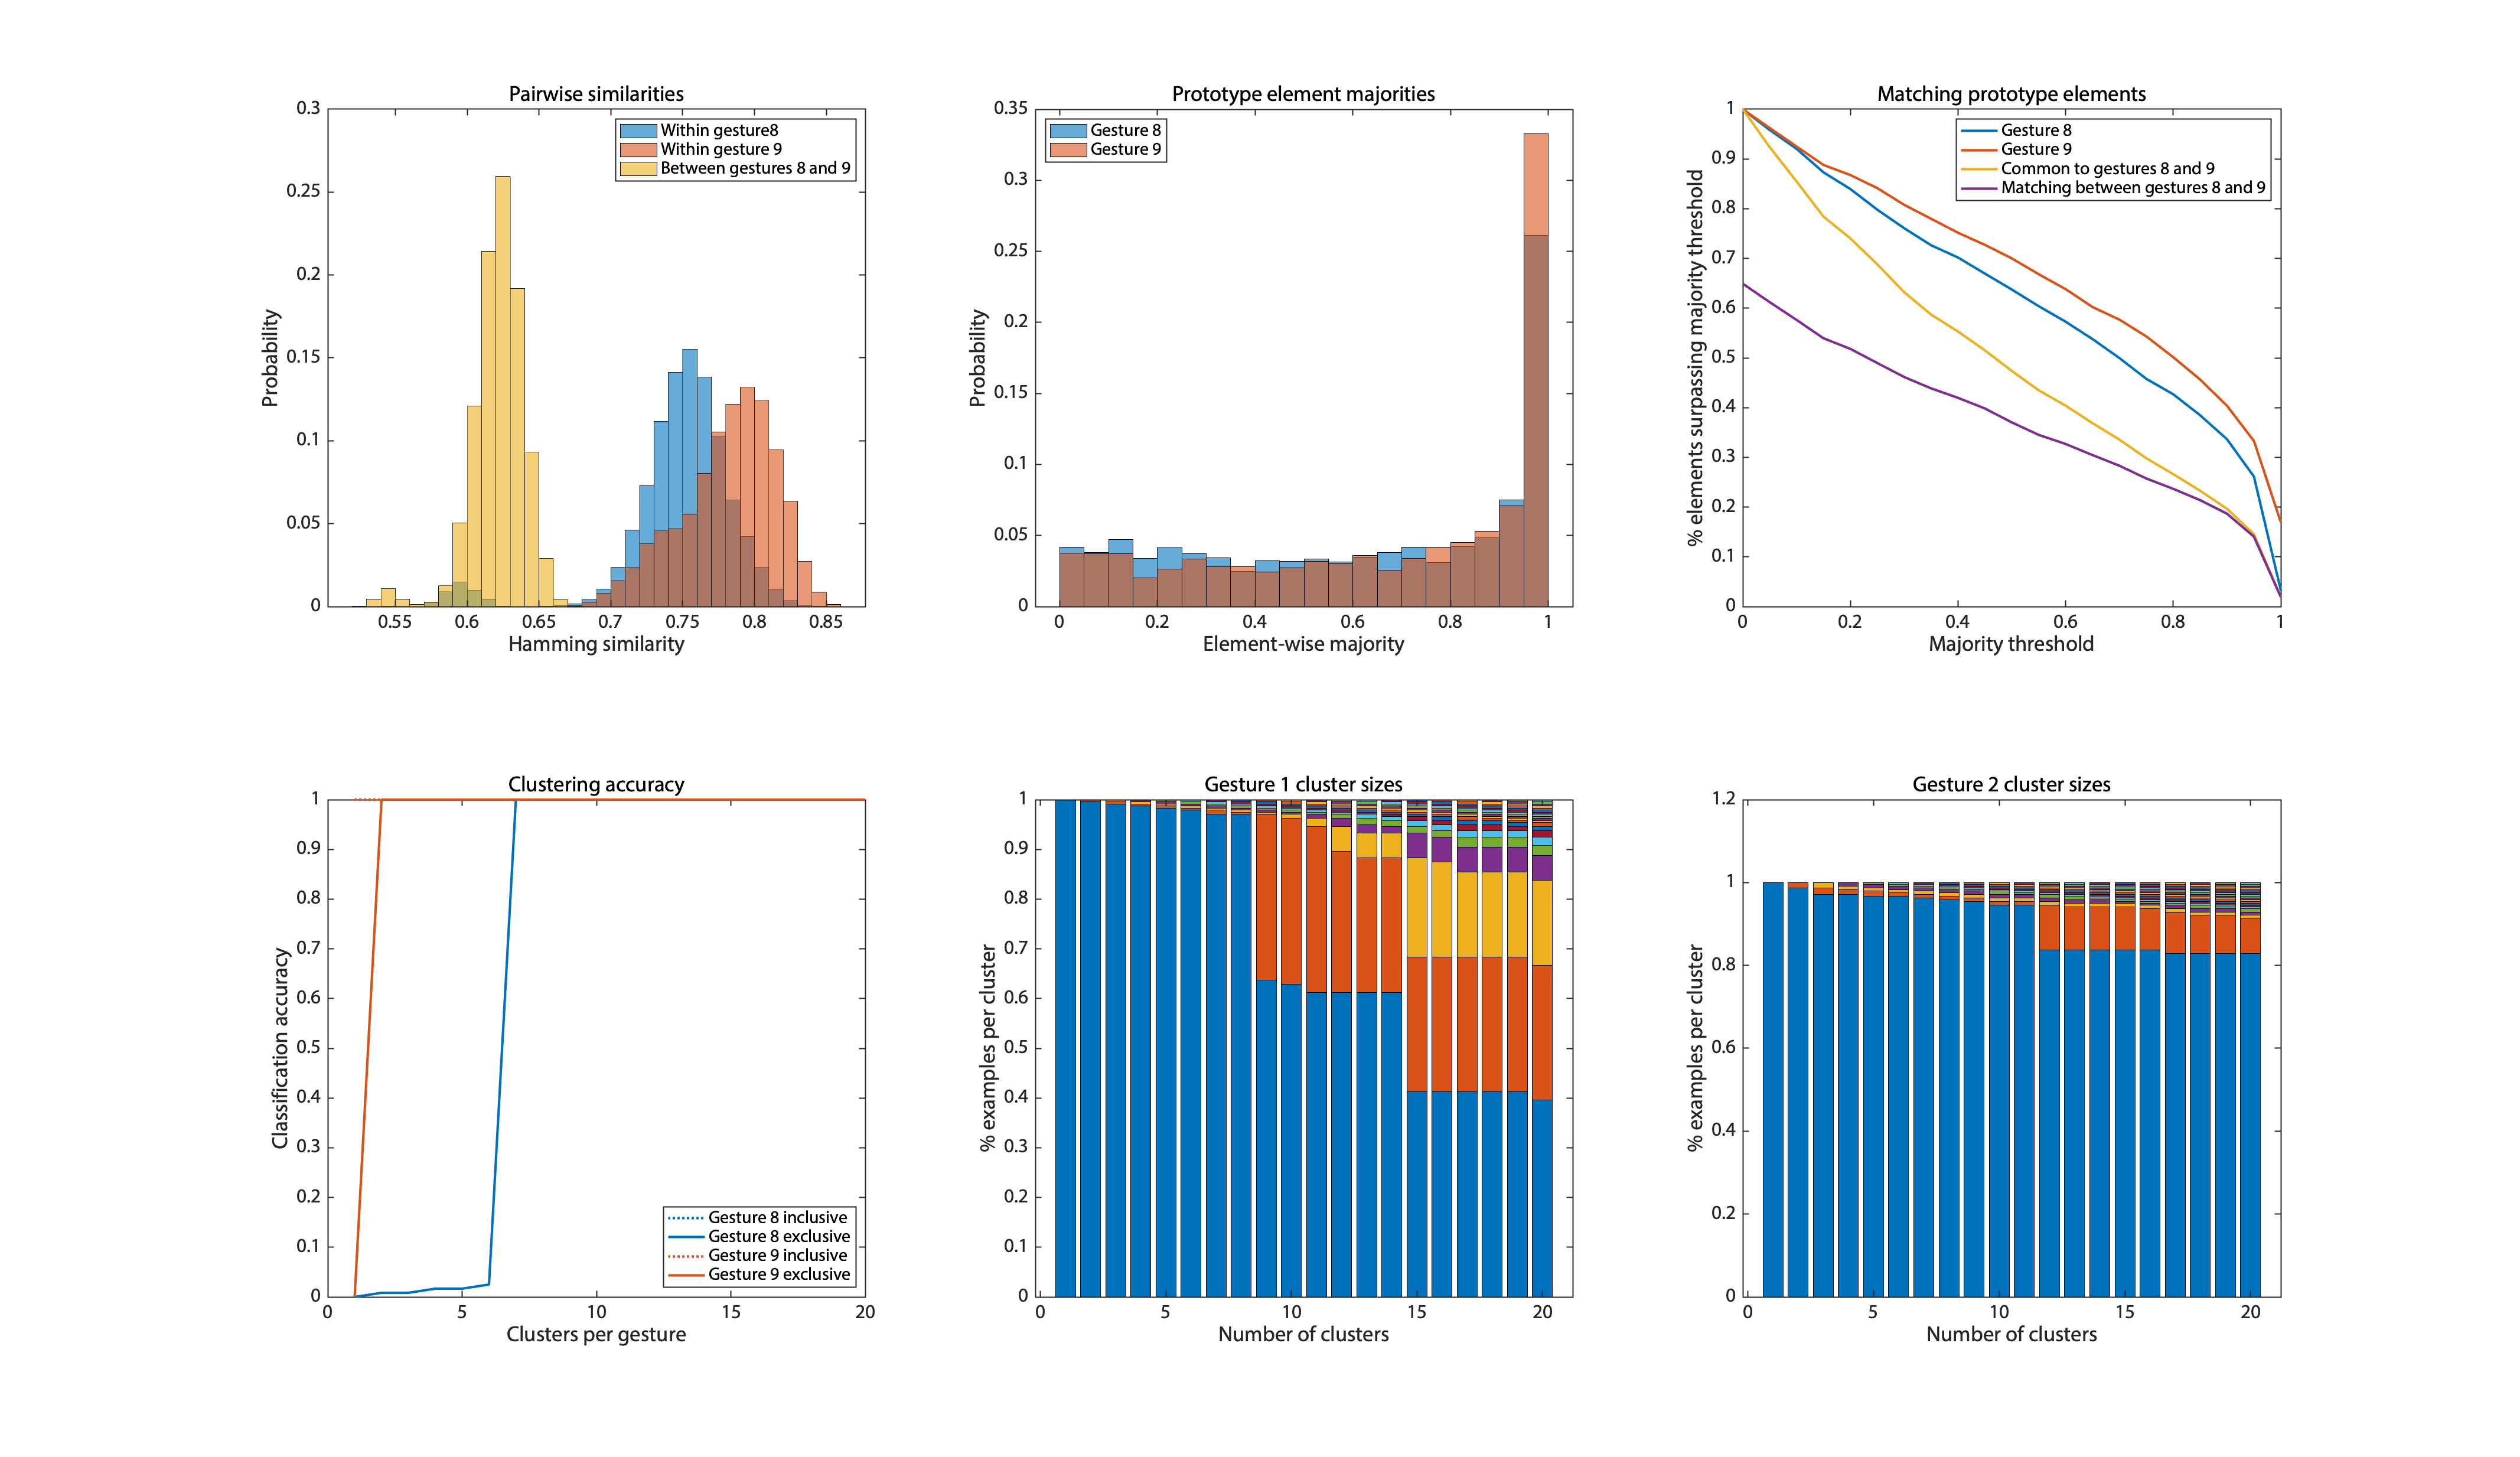 Pairwise similarities
0.3
0.25
0.2
0.15
0.1
0.05
0
Probability
Within gesture8
Within gesture 9
Between gestures 8 and 9
0.55 0.6 0.65 0.7 0.75 0.8 0.85
Hamming similarity
Prototype element majorities
0.35
0.3
0.25
0.2
0.15
0.1
0.05
0
Probability
Gesture 8
Gesture 9
0 0.2 0.4 0.6 0.8 1
Element-wise majority
Matching prototype elements
1
0.9
0.8
0.7
0.6
0.5
0.4
0.3
0.2
0.1
0
% elements surpassing majority threshold
Gesture 8
Gesture 9
Common to gestures 8 and 9
Matching between gestures 8 and 9
0 0.2 0.4 0.6 0.8 1
Majority threshold
Clustering accuracy
1
0.9
0.8
0.7
0.6
0.5
0.4
0.3
0.2
0.1
0
Classification accuracy
Gesture 8 inclusive
Gesture 8 exclusive
Gesture 9 inclusive
Gesture 9 exclusive
0 5 10 15 20
Clusters per gesture
Gesture 1 cluster sizes
1
0.9
0.8
0.7
0.6
0.5
0.4
0.3
0.2
0.1
0
% examples per cluster
0 5 10 15 20
Number of clusters
Gesture 2 cluster sizes
1.2
1
0.8
0.6
0.4
0.2
0
% examples per cluster
0 5 10 15 20
Number of clusters